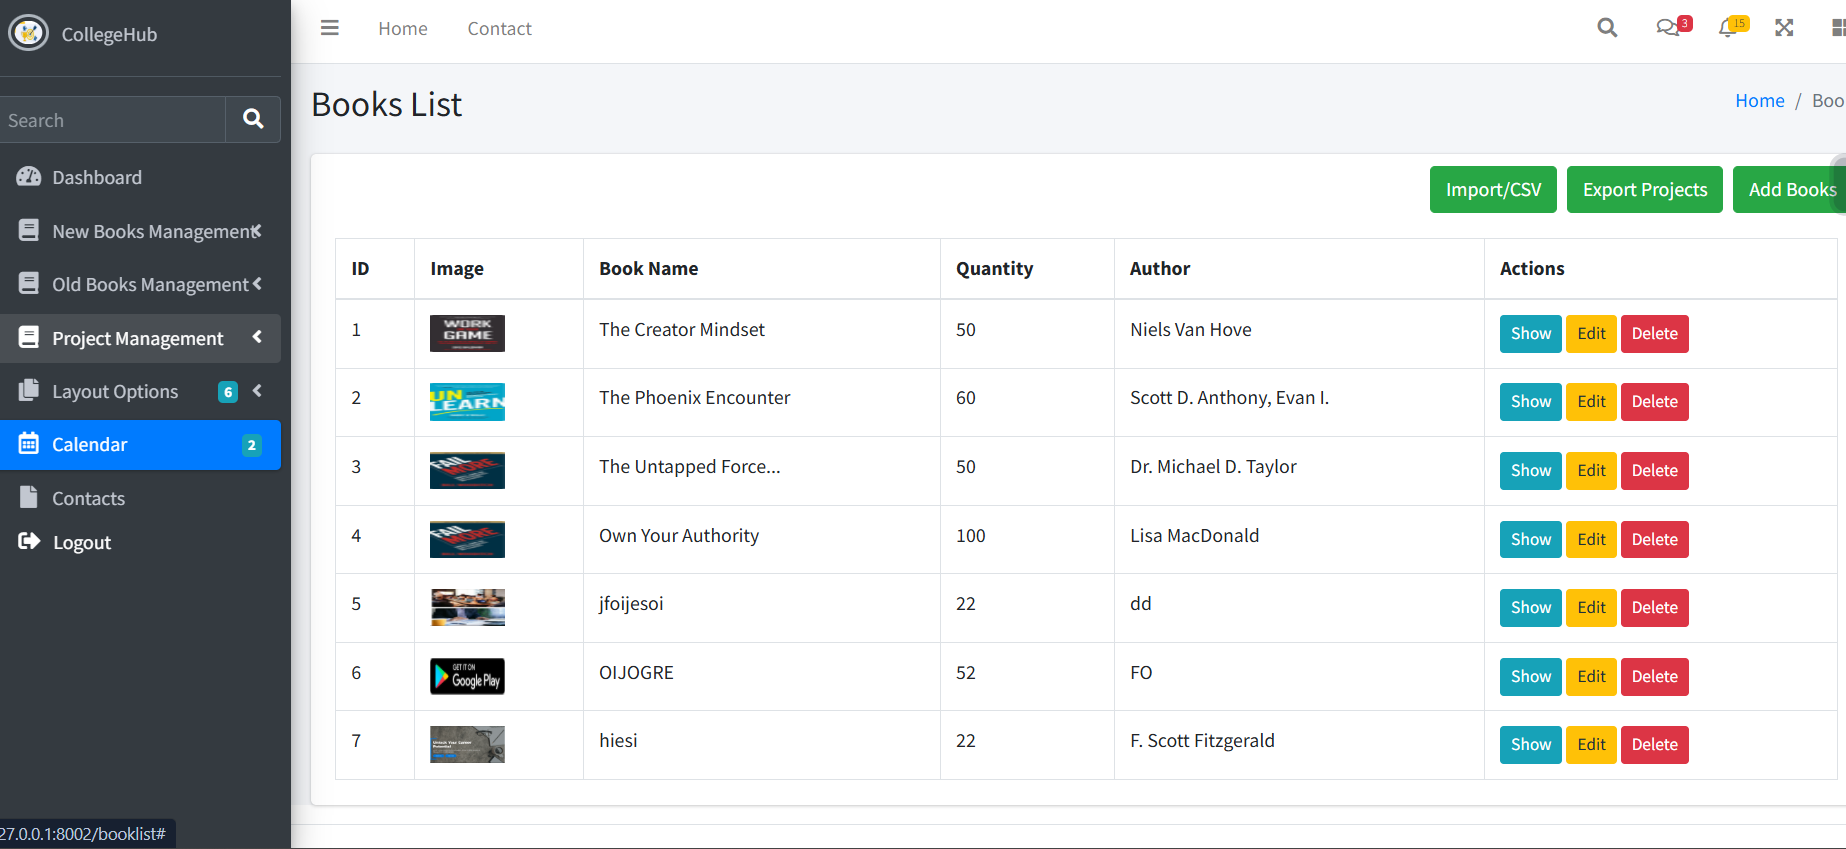 CollegeHub
Home Contact
3
15
Search
Books List
Home / Boo
Dashboard
New Books Management
Old Books Management
Project Management
Layout Options 6
Calendar 2
Contacts
Logout
Import/CSV Export Projects Add Books
ID Image Book Name Quantity Author Actions
1 WORK GAME The Creator Mindset 50 Niels Van Hove Show Edit Delete
2 UN LEARN The Phoenix Encounter 60 Scott D. Anthony, Evan I. Show Edit Delete
3 FAIL MORE The Untapped Force... 50 Dr. Michael D. Taylor Show Edit Delete
4 FAIL MORE Own Your Authority 100 Lisa MacDonald Show Edit Delete
5 jfoijesoi 22 dd Show Edit Delete
6 GET IT ON Google Play OIJOGRE 52 FO Show Edit Delete
7 Unlock Your Career Potential hiesi 22 F. Scott Fitzgerald Show Edit Delete
27.0.0.1:8002/booklist#